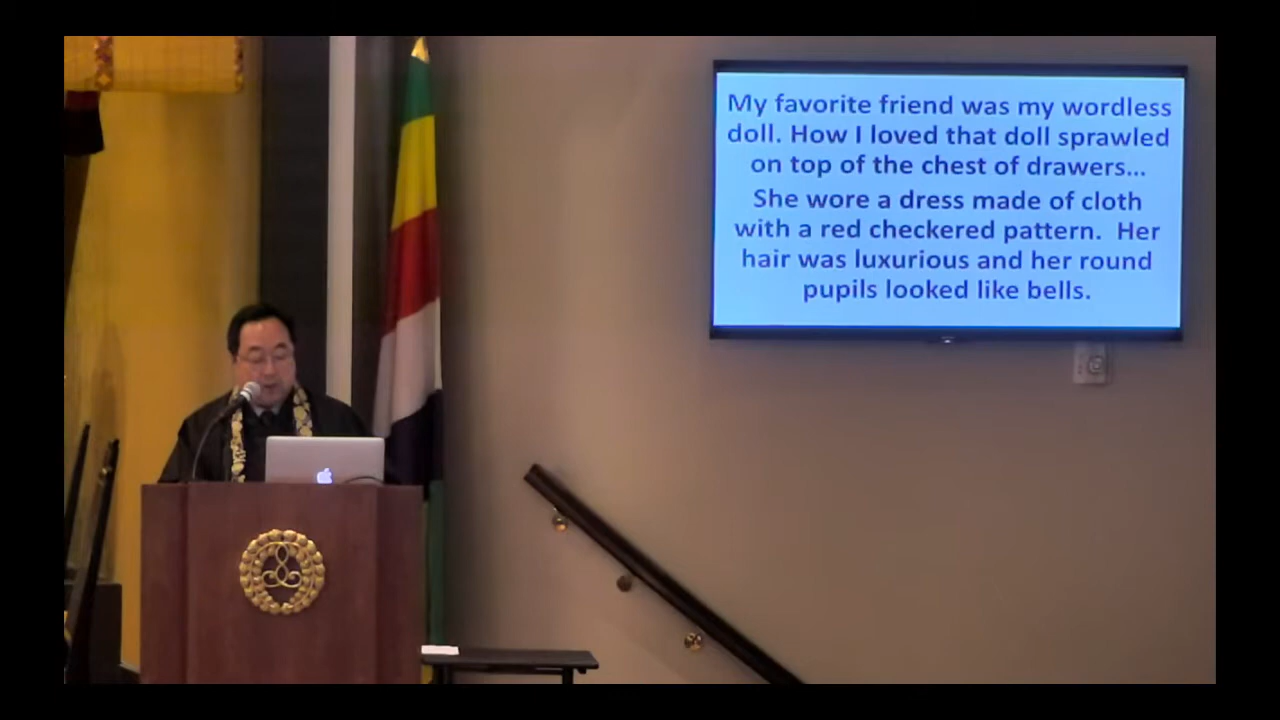 My favorite friend was my wordless
doll. How I loved that doll sprawled
on top of the chest of drawers...
She wore a dress made of cloth
with a red checkered pattern.  Her
hair was luxurious and her round
pupils looked like bells.